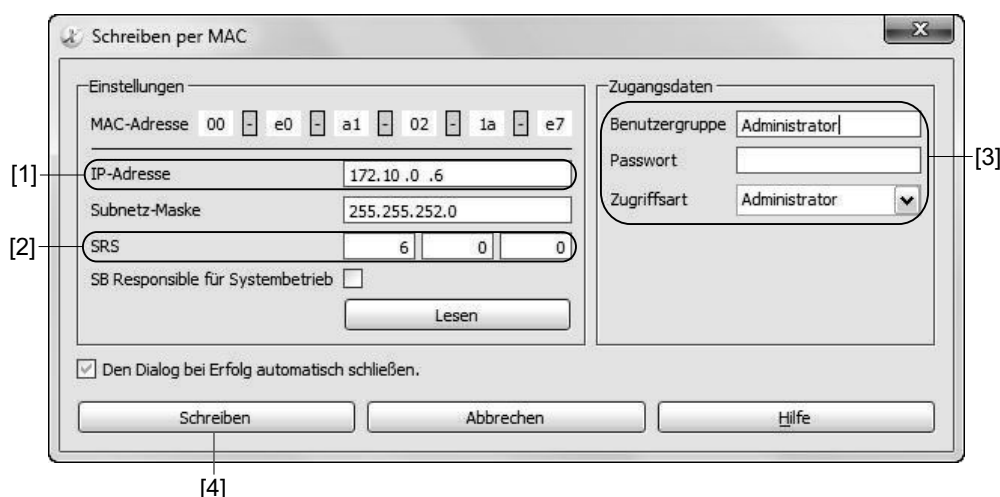 Schreiben per MAC
Einstellungen
MAC-Adresse 00 - e0 - a1 - 02 - 1a - e7
[1] IP-Adresse 172.10 .0 .6
Subnetz-Maske 255.255.252.0
[2] SRS 6 0 0
SB Responsible für Systembetrieb
Lesen
Zugangsdaten
Benutzergruppe Administrator
Passwort
Zugriffsart Administrator
[3]
Den Dialog bei Erfolg automatisch schließen.
Schreiben Abbrechen Hilfe
[4]